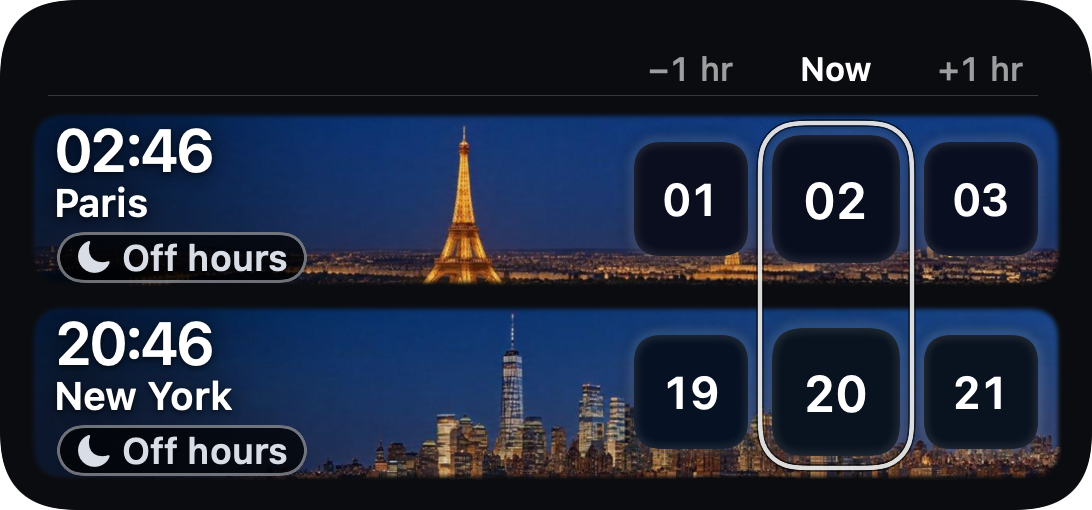 –1 hr Now +1 hr
02:46
Paris
Off hours
01 02 03
20:46
New York
Off hours
19 20 21